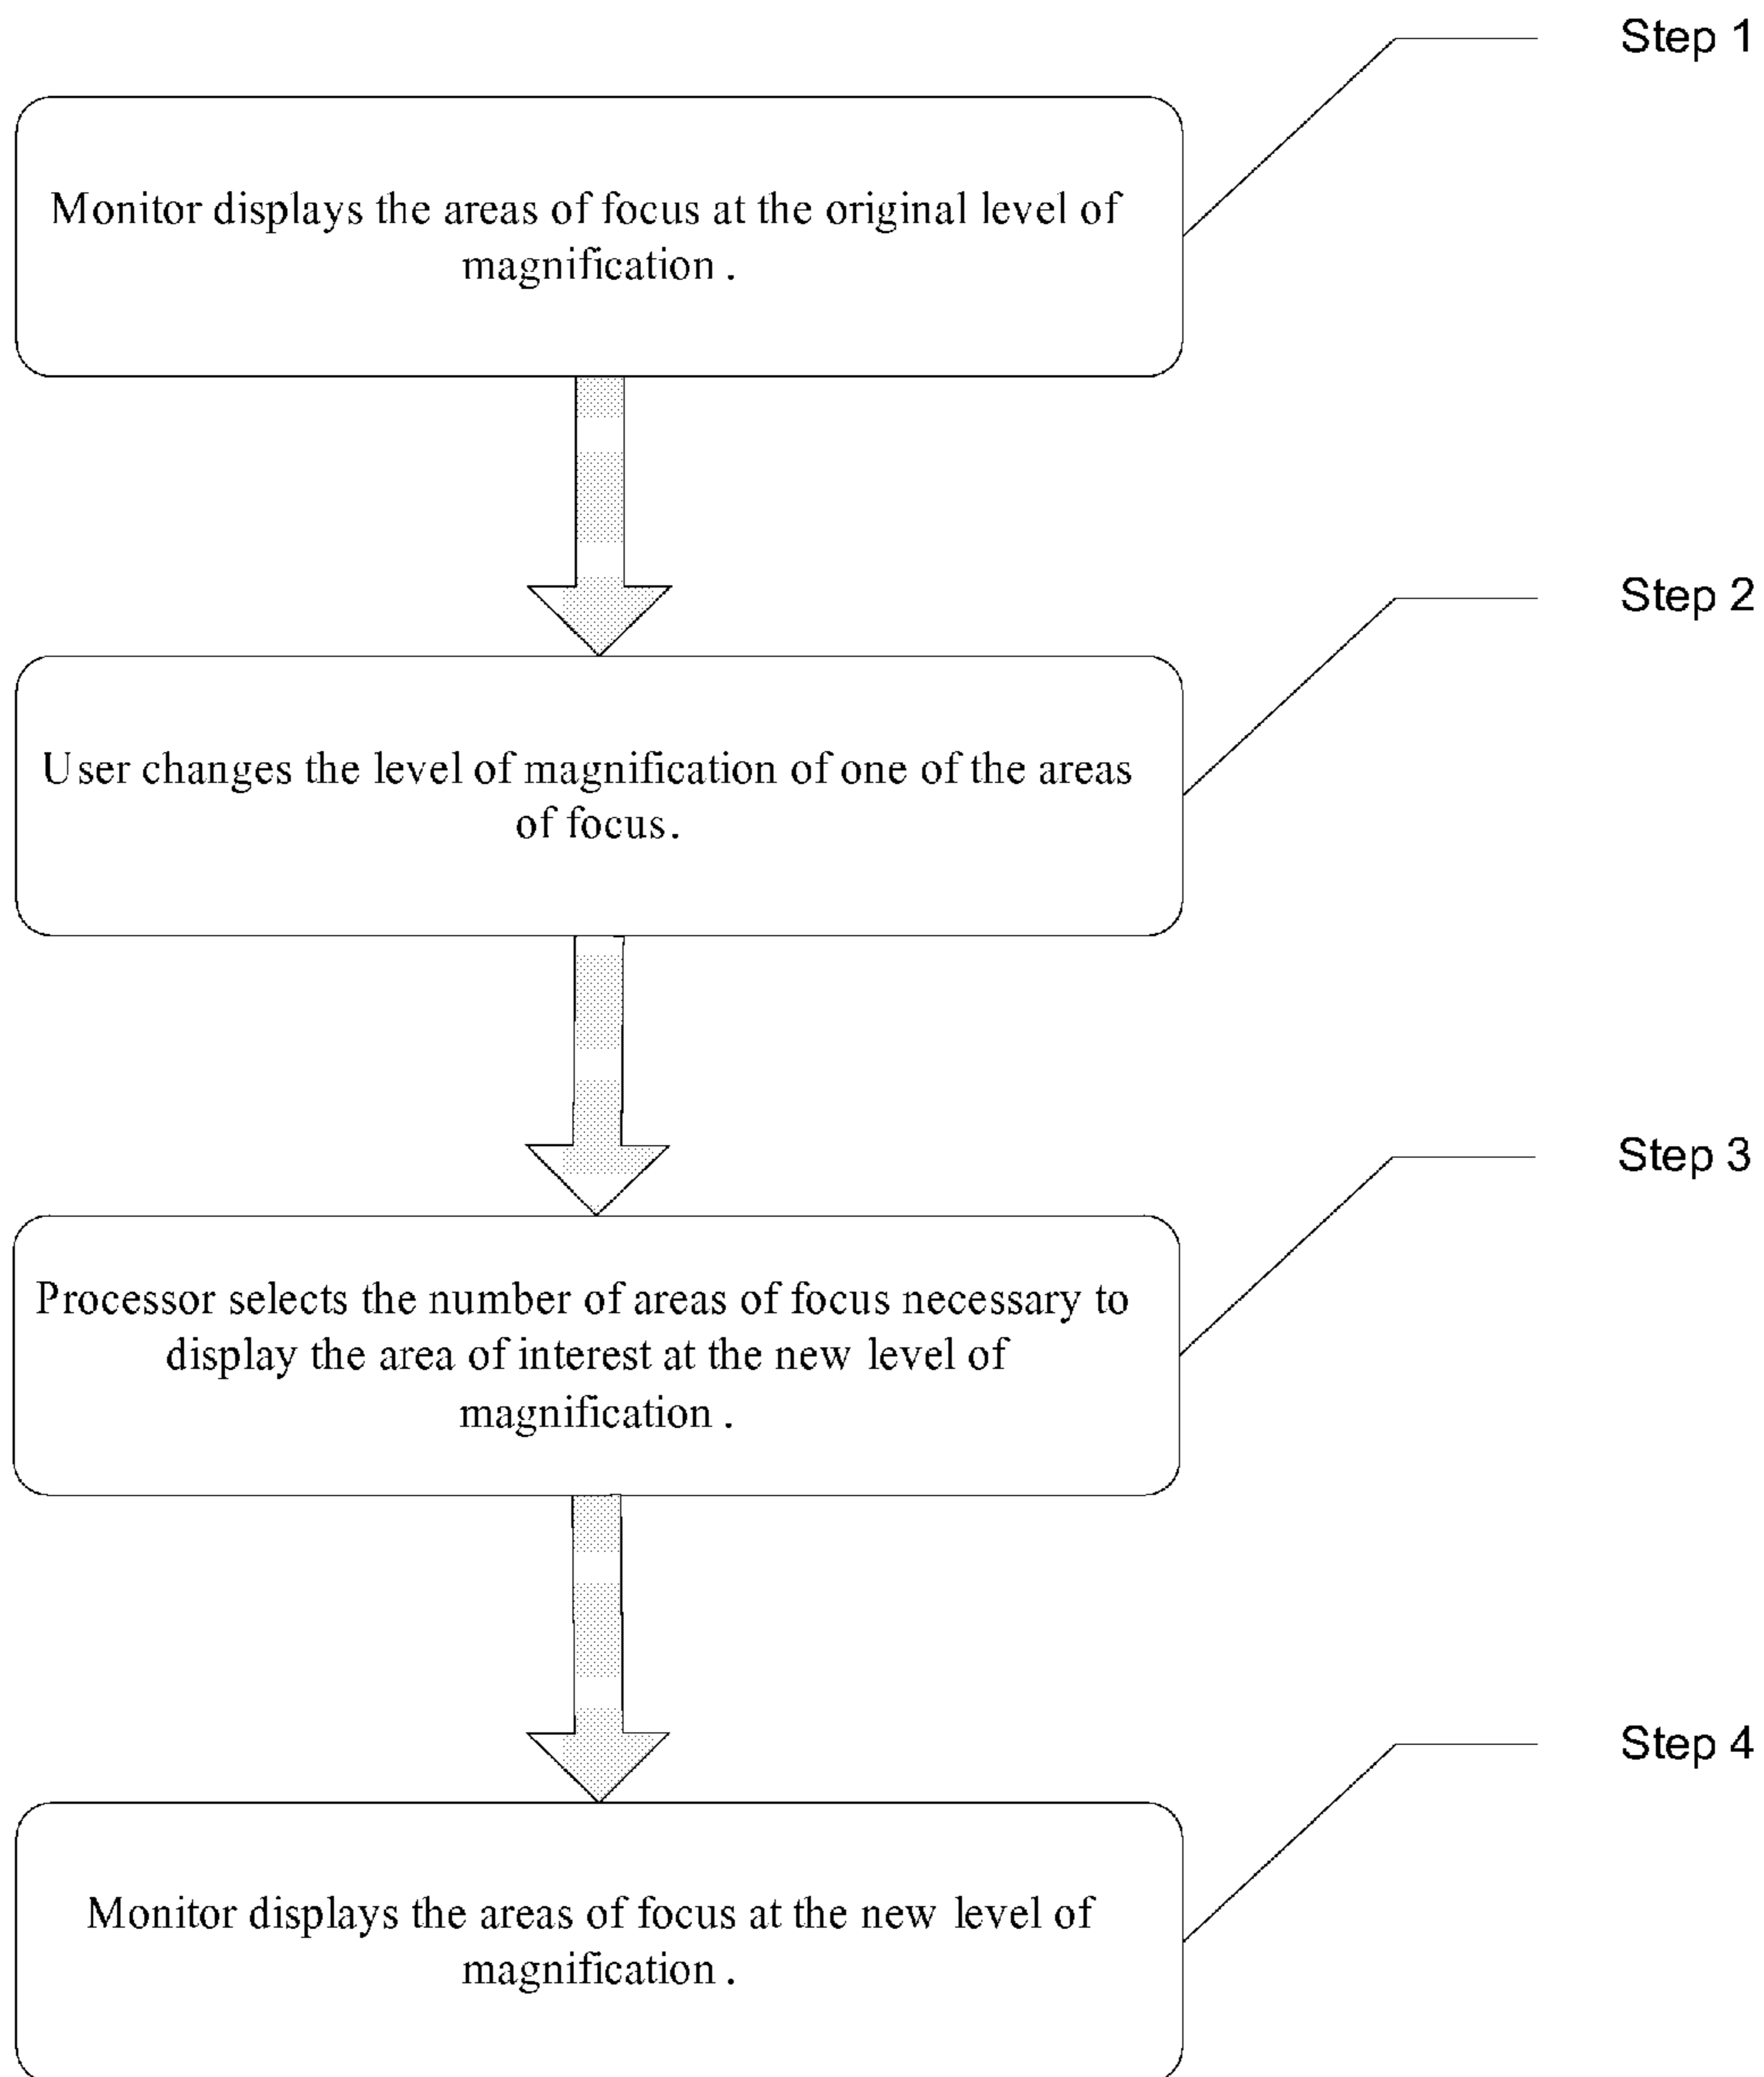 Step 1
Monitor displays the areas of focus at the original level of
magnification .
Step 2
User changes the level of magnification of one of the areas
of focus.
Step 3
Processor selects the number of areas of focus necessary to
display the area of interest at the new level of
magnification .
Step 4
Monitor displays the areas of focus at the new level of
magnification .